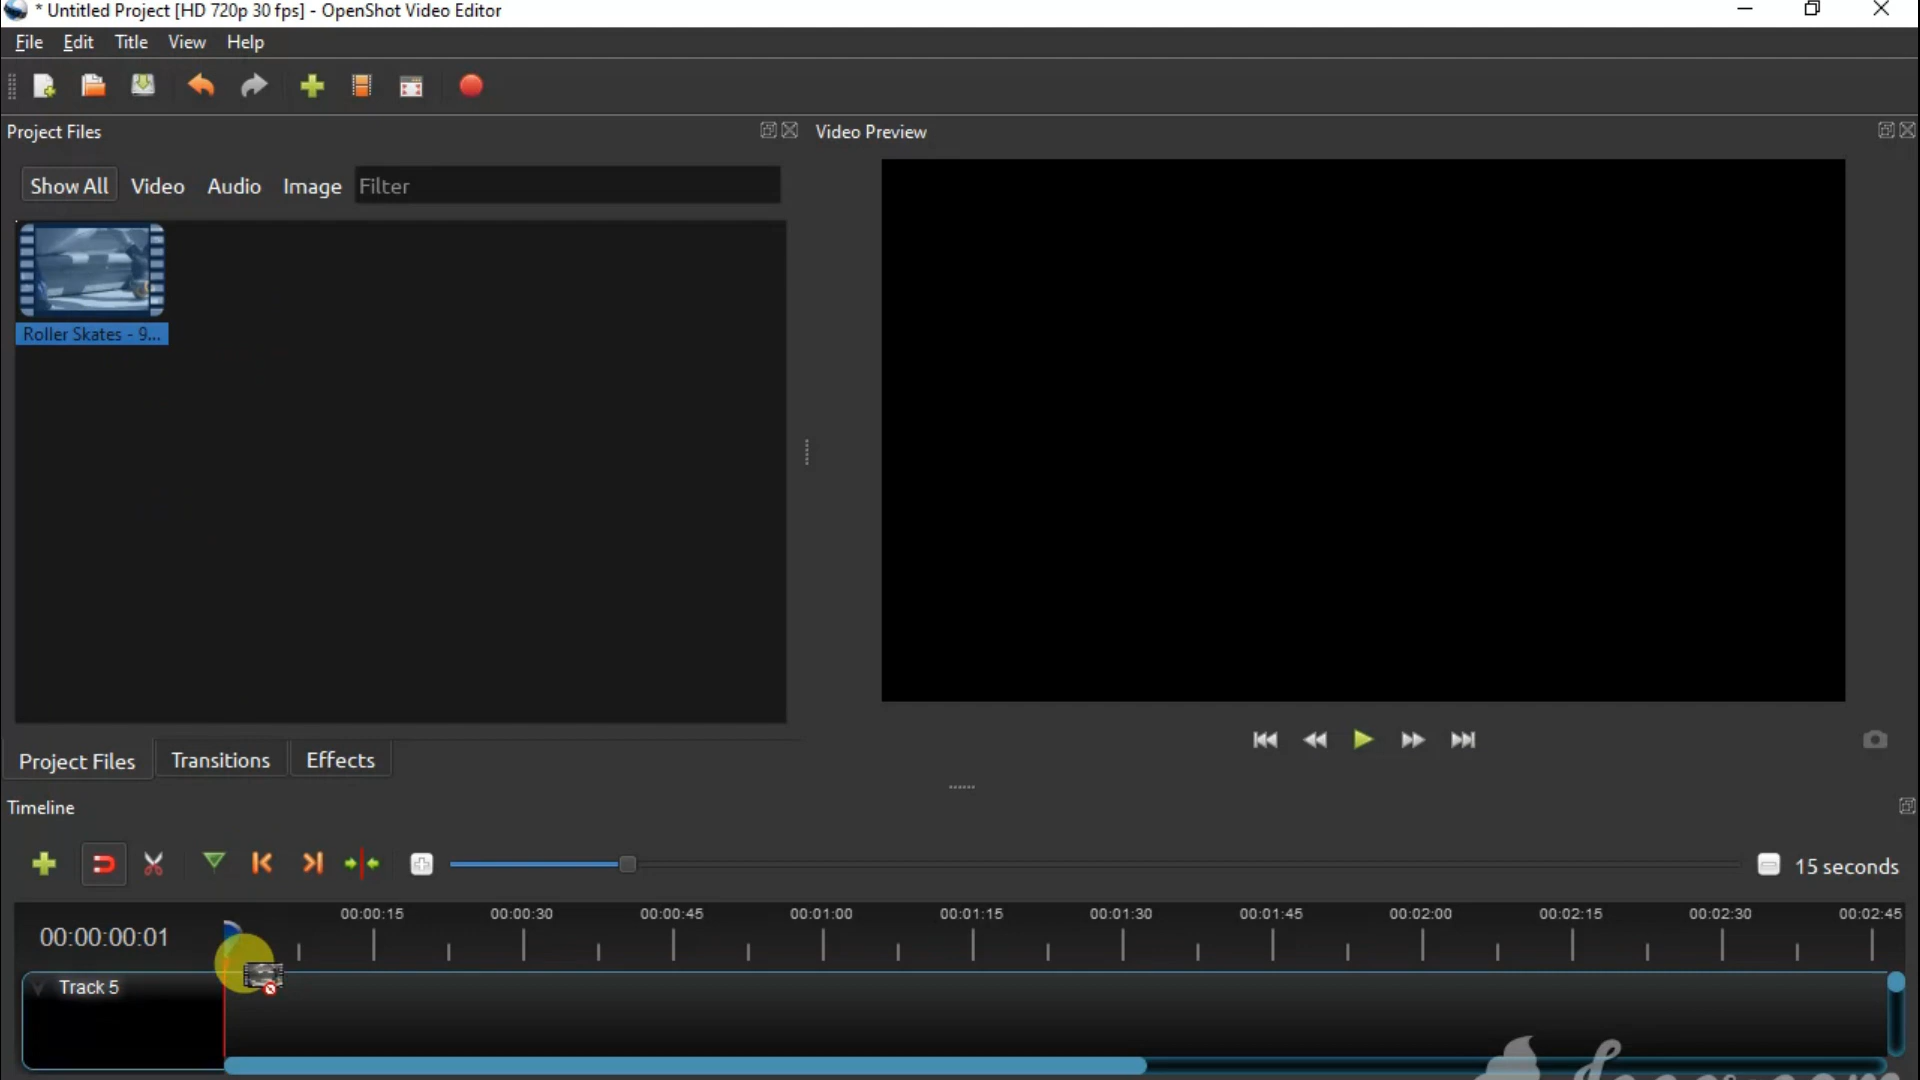 * Untitled Project [HD 720p 30 fps] - OpenShot Video Editor
File Edit Title View Help
Project Files
Video Preview
Show All Video Audio Image Filter
Roller Skates - 9...
Project Files Transitions Effects
Timeline
15 seconds
00:00:15 00:00:30 00:00:45 00:01:00 00:01:15 00:01:30 00:01:45 00:02:00 00:02:15 00:02:30 00:02:45
00:00:00:01
Track 5